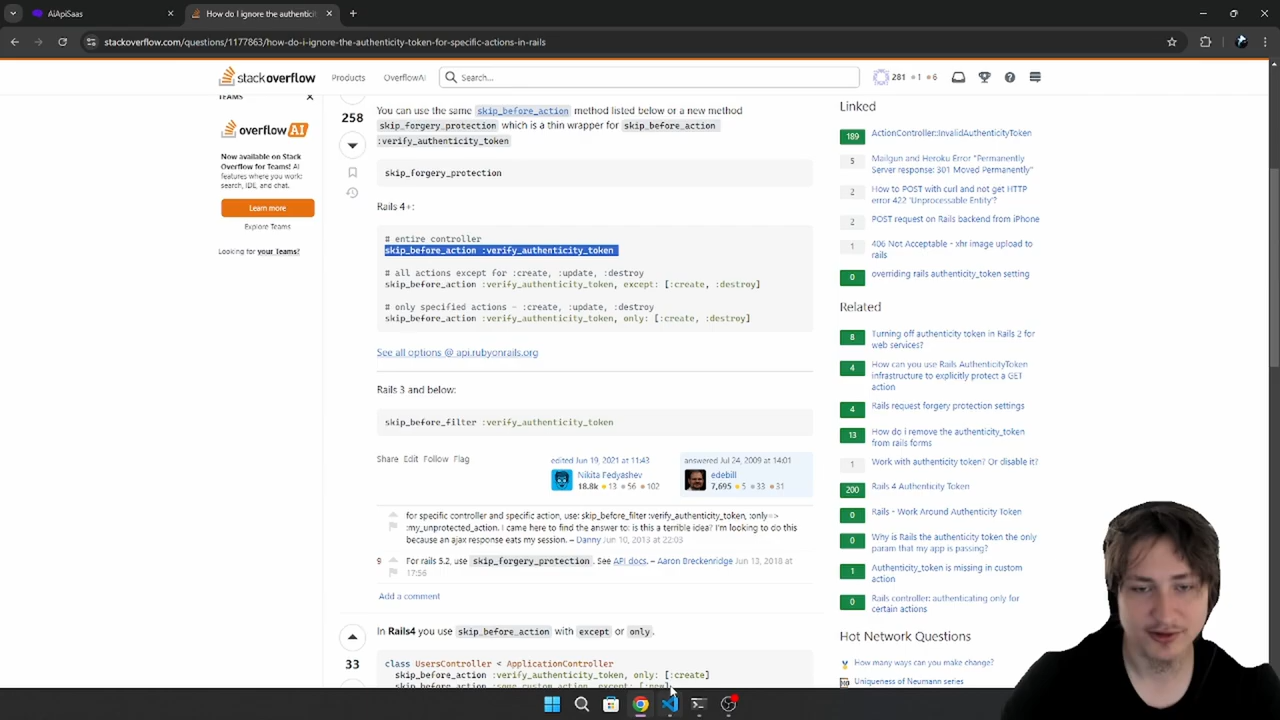 AiApiSaas
How do I ignore the authenticit
stackoverflow.com/questions/1177863/how-do-i-ignore-the-authenticity-token-for-specific-actions-in-rails
stackoverflow
Products
OverflowAI
Search...
281 1 6
TEAMS
overflow AI
Now available on Stack
Overflow for Teams! AI
features where you work:
search, IDE, and chat.
Learn more
Explore Teams
Looking for your Teams?
258
You can use the same skip_before_action method listed below or a new method
skip_forgery_protection which is a thin wrapper for skip_before_action
:verify_authenticity_token
skip_forgery_protection
Rails 4+:
# entire controller
skip_before_action :verify_authenticity_token
# all actions except for :create, :update, :destroy
skip_before_action :verify_authenticity_token, except: [:create, :destroy]
# only specified actions - :create, :update, :destroy
skip_before_action :verify_authenticity_token, only: [:create, :destroy]
See all options @ api.rubyonrails.org
Rails 3 and below:
skip_before_filter :verify_authenticity_token
Share Edit Follow Flag
edited Jun 19, 2021 at 11:43
Nikita Fedyashev
18.8k 13 56 102
answered Jul 24, 2009 at 14:01
edebill
7,695 5 33 31
for specific controller and specific action, use: skip_before_filter :verify_authenticity_token, :only=>
:my_unprotected_action. I came here to find the answer to: is this a terrible idea? I'm looking to do this
because an ajax response eats my session. – Danny Jun 10, 2013 at 22:03
9 For rails 5.2, use skip_forgery_protection. See API docs. – Aaron Breckenridge Jun 13, 2018 at
17:56
Add a comment
In Rails4 you use skip_before_action with except or only.
33
class UsersController < ApplicationController
skip_before_action :verify_authenticity_token, only: [:create]
skip_before_action :some_custom_action, except: [:new]
Linked
189 ActionController::InvalidAuthenticityToken
5 Mailgun and Heroku Error "Permanently
Server response: 301 Moved Permanently"
2 How to POST with curl and not get HTTP
error 422 'Unprocessable Entity'?
2 POST request on Rails backend from iPhone
1 406 Not Acceptable - xhr image upload to
rails
0 overriding rails authenticity_token setting
Related
8 Turning off authenticity token in Rails 2 for
web services?
4 How can you use Rails AuthenticityToken
infrastructure to explicitly protect a GET
action
4 Rails request forgery protection settings
13 How do i remove the authenticity_token
from rails forms
1 Work with authenticity token? Or disable it?
200 Rails 4 Authenticity Token
0 Rails - Work Around Authenticity Token
0 Why is Rails the authenticity token the only
param that my app is passing?
1 Authenticity_token is missing in custom
action
0 Rails controller: authenticating only for
certain actions
Hot Network Questions
How many ways can you make change?
Uniqueness of Neumann series